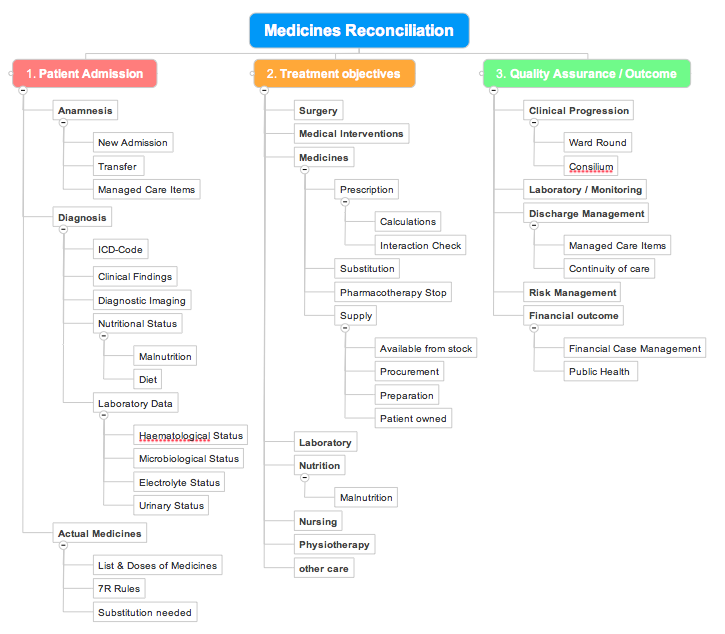 Medicines Reconciliation
1. Patient Admission
Anamnesis
New Admission
Transfer
Managed Care Items
Diagnosis
ICD-Code
Clinical Findings
Diagnostic Imaging
Nutritional Status
Malnutrition
Diet
Laboratory Data
Haematological Status
Microbiological Status
Electrolyte Status
Urinary Status
Actual Medicines
List & Doses of Medicines
7R Rules
Substitution needed
2. Treatment objectives
Surgery
Medical Interventions
Medicines
Prescription
Calculations
Interaction Check
Substitution
Pharmacotherapy Stop
Supply
Available from stock
Procurement
Preparation
Patient owned
Laboratory
Nutrition
Malnutrition
Nursing
Physiotherapy
other care
3. Quality Assurance / Outcome
Clinical Progression
Ward Round
Consilium
Laboratory / Monitoring
Discharge Management
Managed Care Items
Continuity of care
Risk Management
Financial outcome
Financial Case Management
Public Health